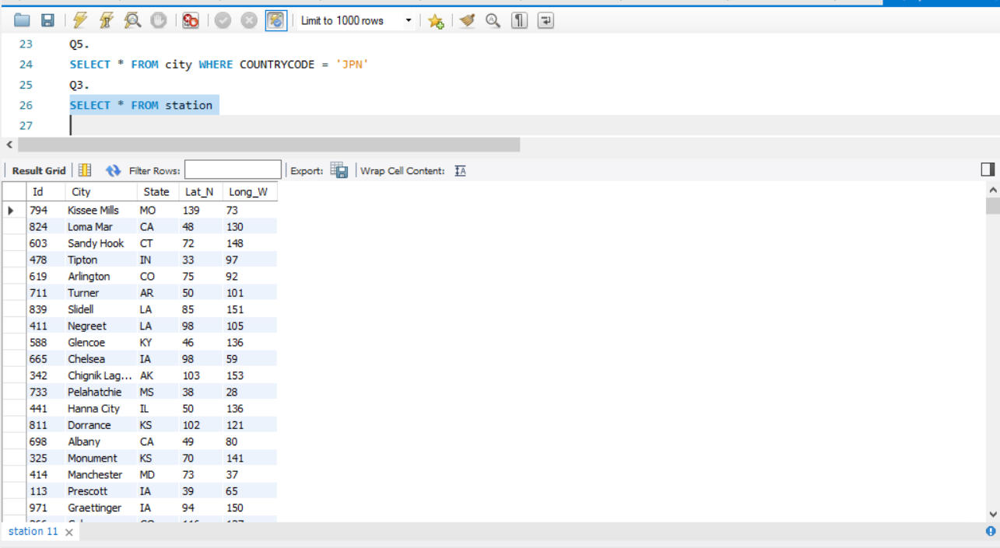 Limit to 1000 rows
23 Q5.
24 SELECT * FROM city WHERE COUNTRYCODE = 'JPN'
25 Q3.
26 SELECT * FROM station
27
Result Grid Filter Rows: Export: Wrap Cell Content:
Id City State Lat_N Long_W
794 Kissee Mills MO 139 73
824 Loma Mar CA 48 130
603 Sandy Hook CT 72 148
478 Tipton IN 33 97
619 Arlington CO 75 92
711 Turner AR 50 101
839 Slidell LA 85 151
411 Negreet LA 98 105
588 Glencoe KY 46 136
665 Chelsea IA 98 59
342 Chignik Lag... AK 103 153
733 Pelahatchie MS 38 28
441 Hanna City IL 50 136
811 Dorrance KS 102 121
698 Albany CA 49 80
325 Monument KS 70 141
414 Manchester MD 73 37
113 Prescott IA 39 65
971 Graettinger IA 94 150
station 11